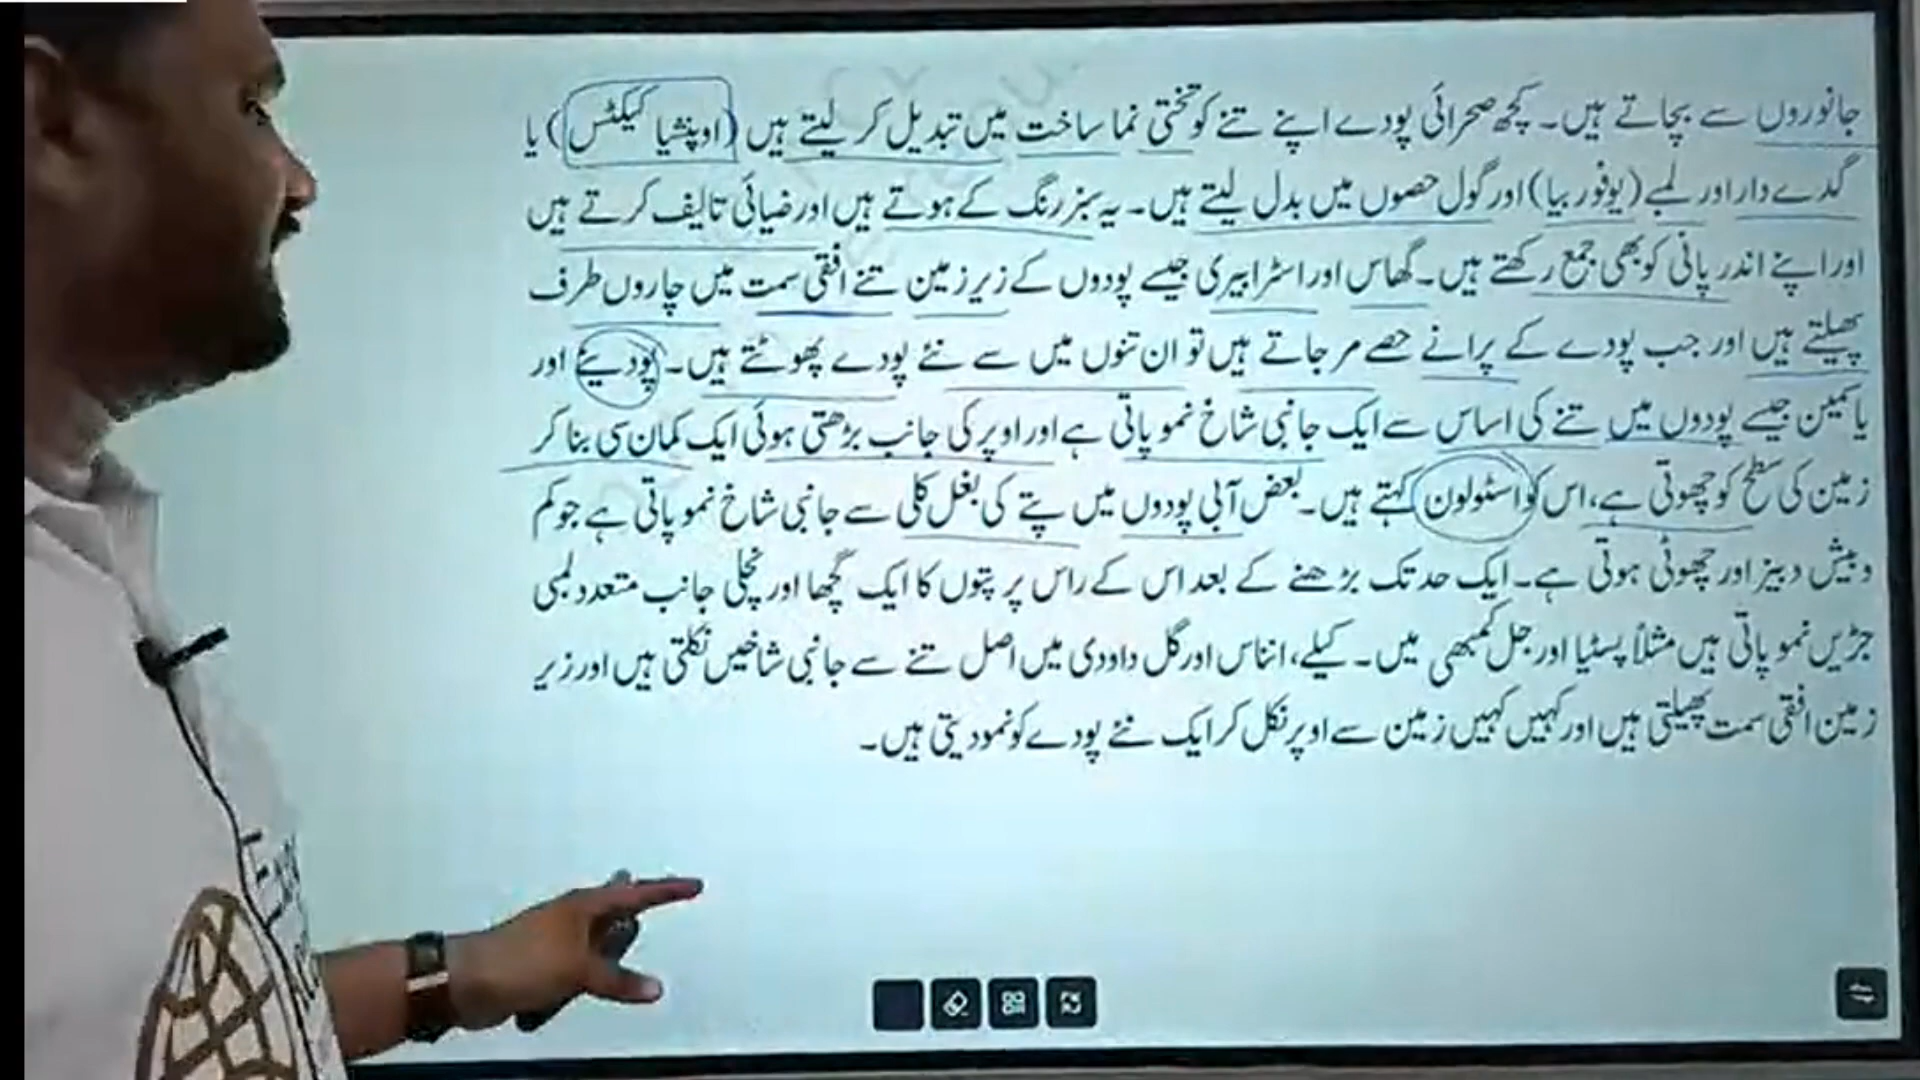 جانوروں سے بچاتے ہیں۔ کچھ صحرائی پودے اپنے تنے کو تختی نما ساخت میں تبدیل کر لیتے ہیں (اوپنشیا کیکٹس) یا
گدے دار اور لمبے (یوفوربیا) اور گول حصوں میں بدل لیتے ہیں۔ یہ سبز رنگ کے ہوتے ہیں اور ضیائی تالیف کرتے ہیں
اور اپنے اندر پانی کو بھی جمع رکھتے ہیں۔ گھاس اور اسٹرابیری جیسے پودوں کے زیر زمین تنے افقی سمت میں چاروں طرف
پھیلتے ہیں اور جب پودے کے پرانے حصے مر جاتے ہیں تو ان تنوں میں سے نئے پودے پھوٹتے ہیں۔ پودیئے اور
یاسمین جیسے پودوں میں تنے کی اساس سے ایک جانبی شاخ نمو پاتی ہے اور اوپر کی جانب بڑھتی ہوئی ایک کمان سی بنا کر
زمین کی سطح کو چھوتی ہے، اس کو اسٹولون کہتے ہیں۔ بعض آبی پودوں میں پتے کی بغل کلی سے جانبی شاخ نمو پاتی ہے جو کم
و بیش دبیز اور چھوٹی ہوتی ہے۔ ایک حد تک بڑھنے کے بعد اس کے راس پر پتوں کا ایک گچھا اور نچلی جانب متعدد لمبی
جڑیں نمو پاتی ہیں مثلاً پسٹیا اور جل کمبھی میں۔ کیلے، انناس اور گل داودی میں اصل تنے سے جانبی شاخیں نکلتی ہیں اور زیر
زمین افقی سمت پھیلتی ہیں اور کہیں کہیں زمین سے اوپر نکل کر ایک نئے پودے کو نمو دیتی ہیں۔